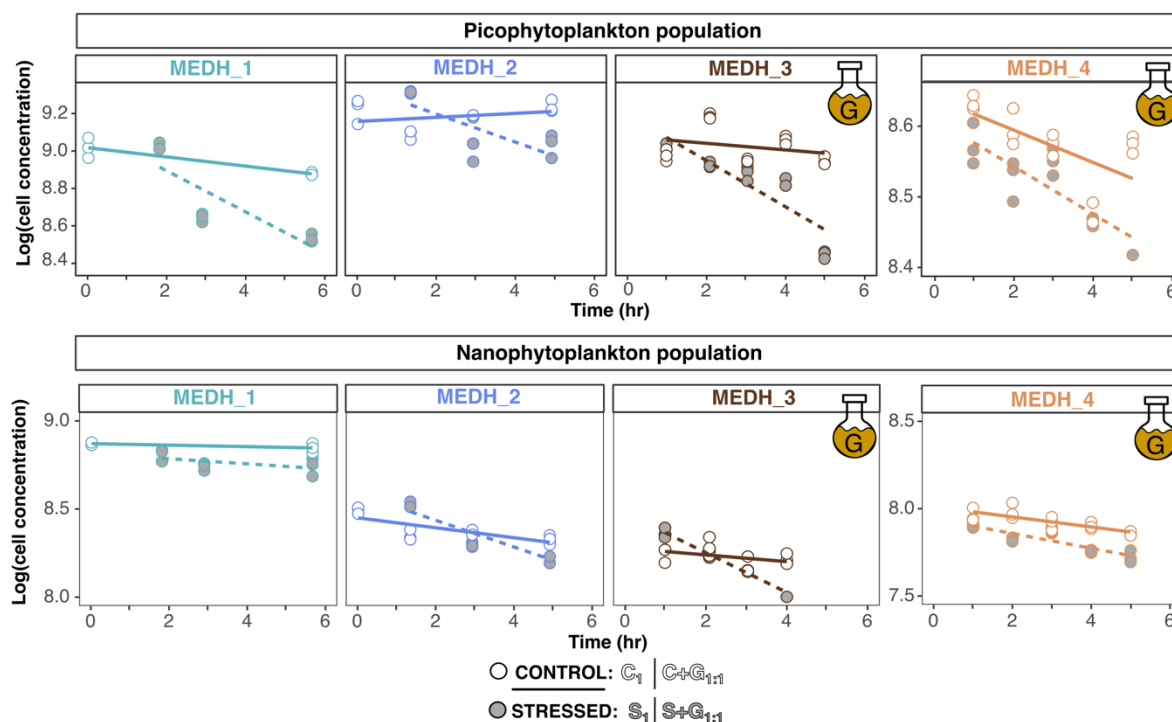 Picophytoplankton population
MEDH_1 MEDH_2 MEDH_3 MEDH_4
G G
Log(cell concentration)
9.2
9.0
8.8
8.6
8.4
8.6
8.5
8.4
0 2 4 6 0 2 4 6 0 2 4 6 0 2 4 6
Time (hr)
Nanophytoplankton population
MEDH_1 MEDH_2 MEDH_3 MEDH_4
G G
Log(cell concentration)
9.0
8.5
8.0
8.5
8.0
7.5
0 2 4 6 0 2 4 6 0 2 4 6 0 2 4 6
Time (hr)
CONTROL: C1 | C+G1:1
STRESSED: S1 | S+G1:1